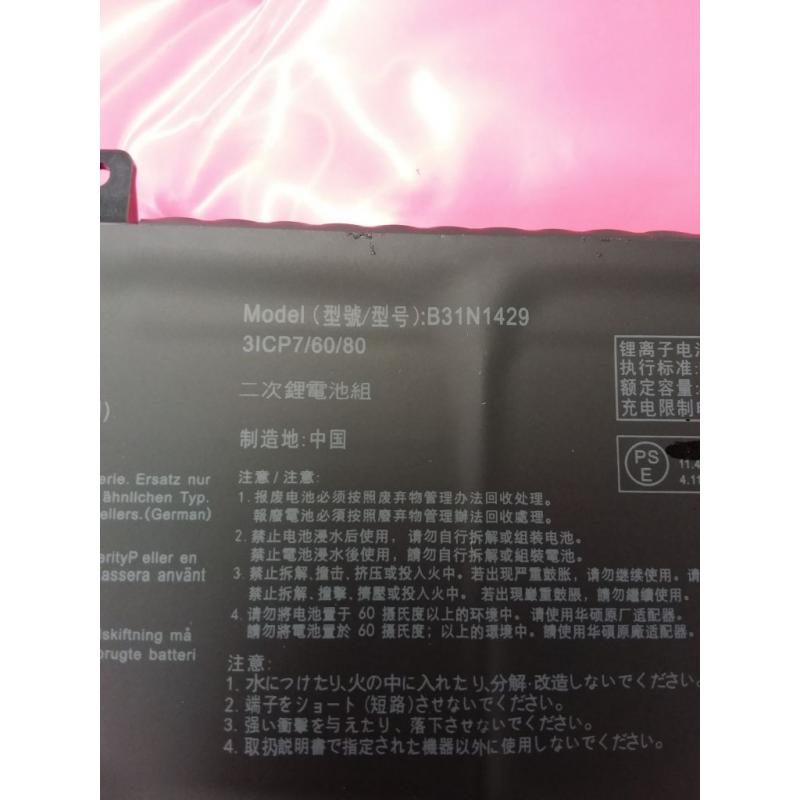 Model (型號/型号):B31N1429
3ICP7/60/80
二次鋰電池組
制造地:中国
锂离子电池
执行标准:
额定容量:
充电限制电
PS
E
11.4
4.11
)
erie. Ersatz nur
ähnlichen Typ.
ellers.(German)
erityP eller en
assera använt
lskiftning må
brugte batteri
注意/注意:
1. 报废电池必须按照废弃物管理办法回收处理。
報廢電池必须按照廢弃物管理辦法回收處理。
2. 禁止电池浸水后使用，请勿自行拆解或组装电池。
禁止電池浸水後使用，請勿自行拆解或組裝電池。
3. 禁止拆解、撞击、挤压或投入火中。若出现严重鼓胀，请勿继续使用。请
禁止拆解、撞擊、擠壓或投入火中。若出現嚴重鼓脹，請勿繼續使用。
4. 请勿將电池置于 60 摄氏度以上的环境中。请使用华硕原厂适配器。
請勿將電池置於 60 攝氏度；以上的環境中。請使用华碩原廠适配器。
注意:
1. 水につけたり､火の中に入れたり､分解･改造しないでください。
2. 端子をショート (短路)させないでください。
3. 强い衝撃を与えたり、落下させないでください。
4. 取扱説明書で指定された機器以外に使用しないでください。